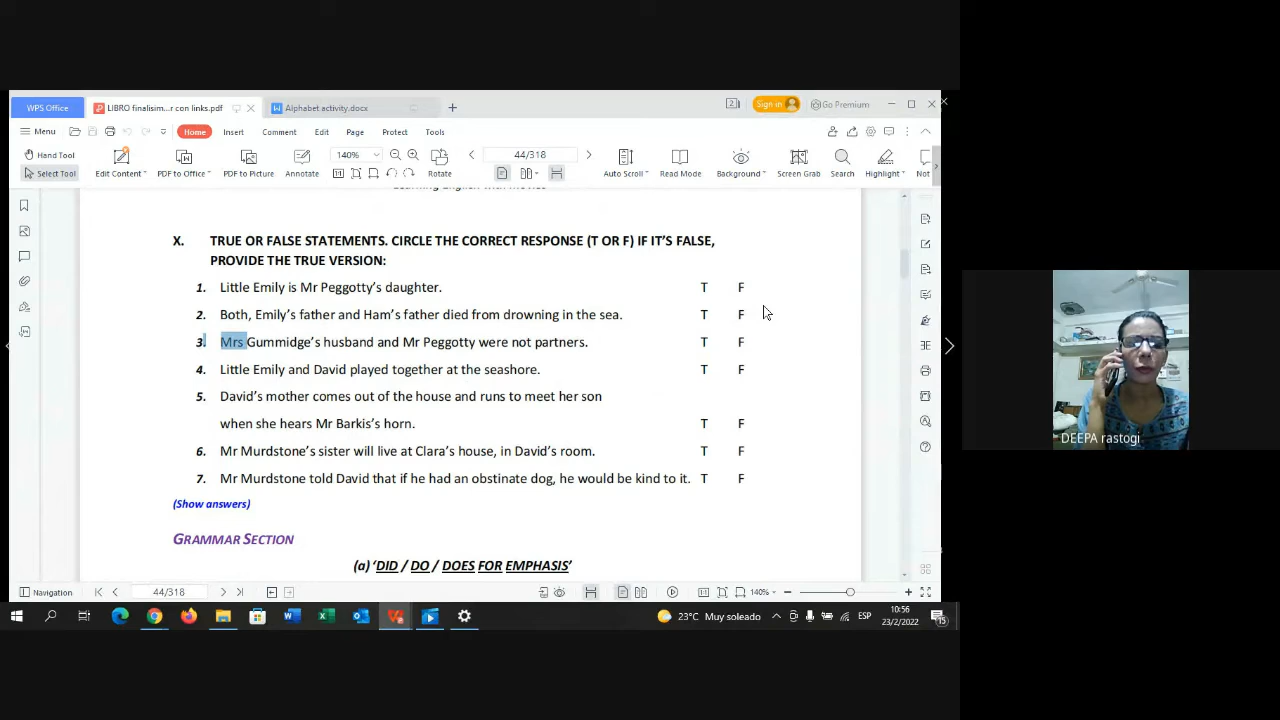 WPS Office LIBRO finalisim...r con links.pdf Alphabet activity.docx Sign in Go Premium
Menu Home Insert Comment Edit Page Protect Tools
Hand Tool 140% 44/318
Select Tool Edit Content PDF to Office PDF to Picture Annotate Rotate Auto Scroll Read Mode Background Screen Grab Search Highlight Not
Learning English with Movies
X. TRUE OR FALSE STATEMENTS. CIRCLE THE CORRECT RESPONSE (T OR F) IF IT'S FALSE,
PROVIDE THE TRUE VERSION:
1. Little Emily is Mr Peggotty's daughter. T F
2. Both, Emily's father and Ham's father died from drowning in the sea. T F
3. Mrs Gummidge's husband and Mr Peggotty were not partners. T F
4. Little Emily and David played together at the seashore. T F
5. David's mother comes out of the house and runs to meet her son
when she hears Mr Barkis's horn. T F
6. Mr Murdstone's sister will live at Clara's house, in David's room. T F
7. Mr Murdstone told David that if he had an obstinate dog, he would be kind to it. T F
(Show answers)
GRAMMAR SECTION
(a) 'DID / DO / DOES FOR EMPHASIS'
Navigation 44/318 140%
23°C Muy soleado ESP 10:56
23/2/2022 15
DEEPA rastogi